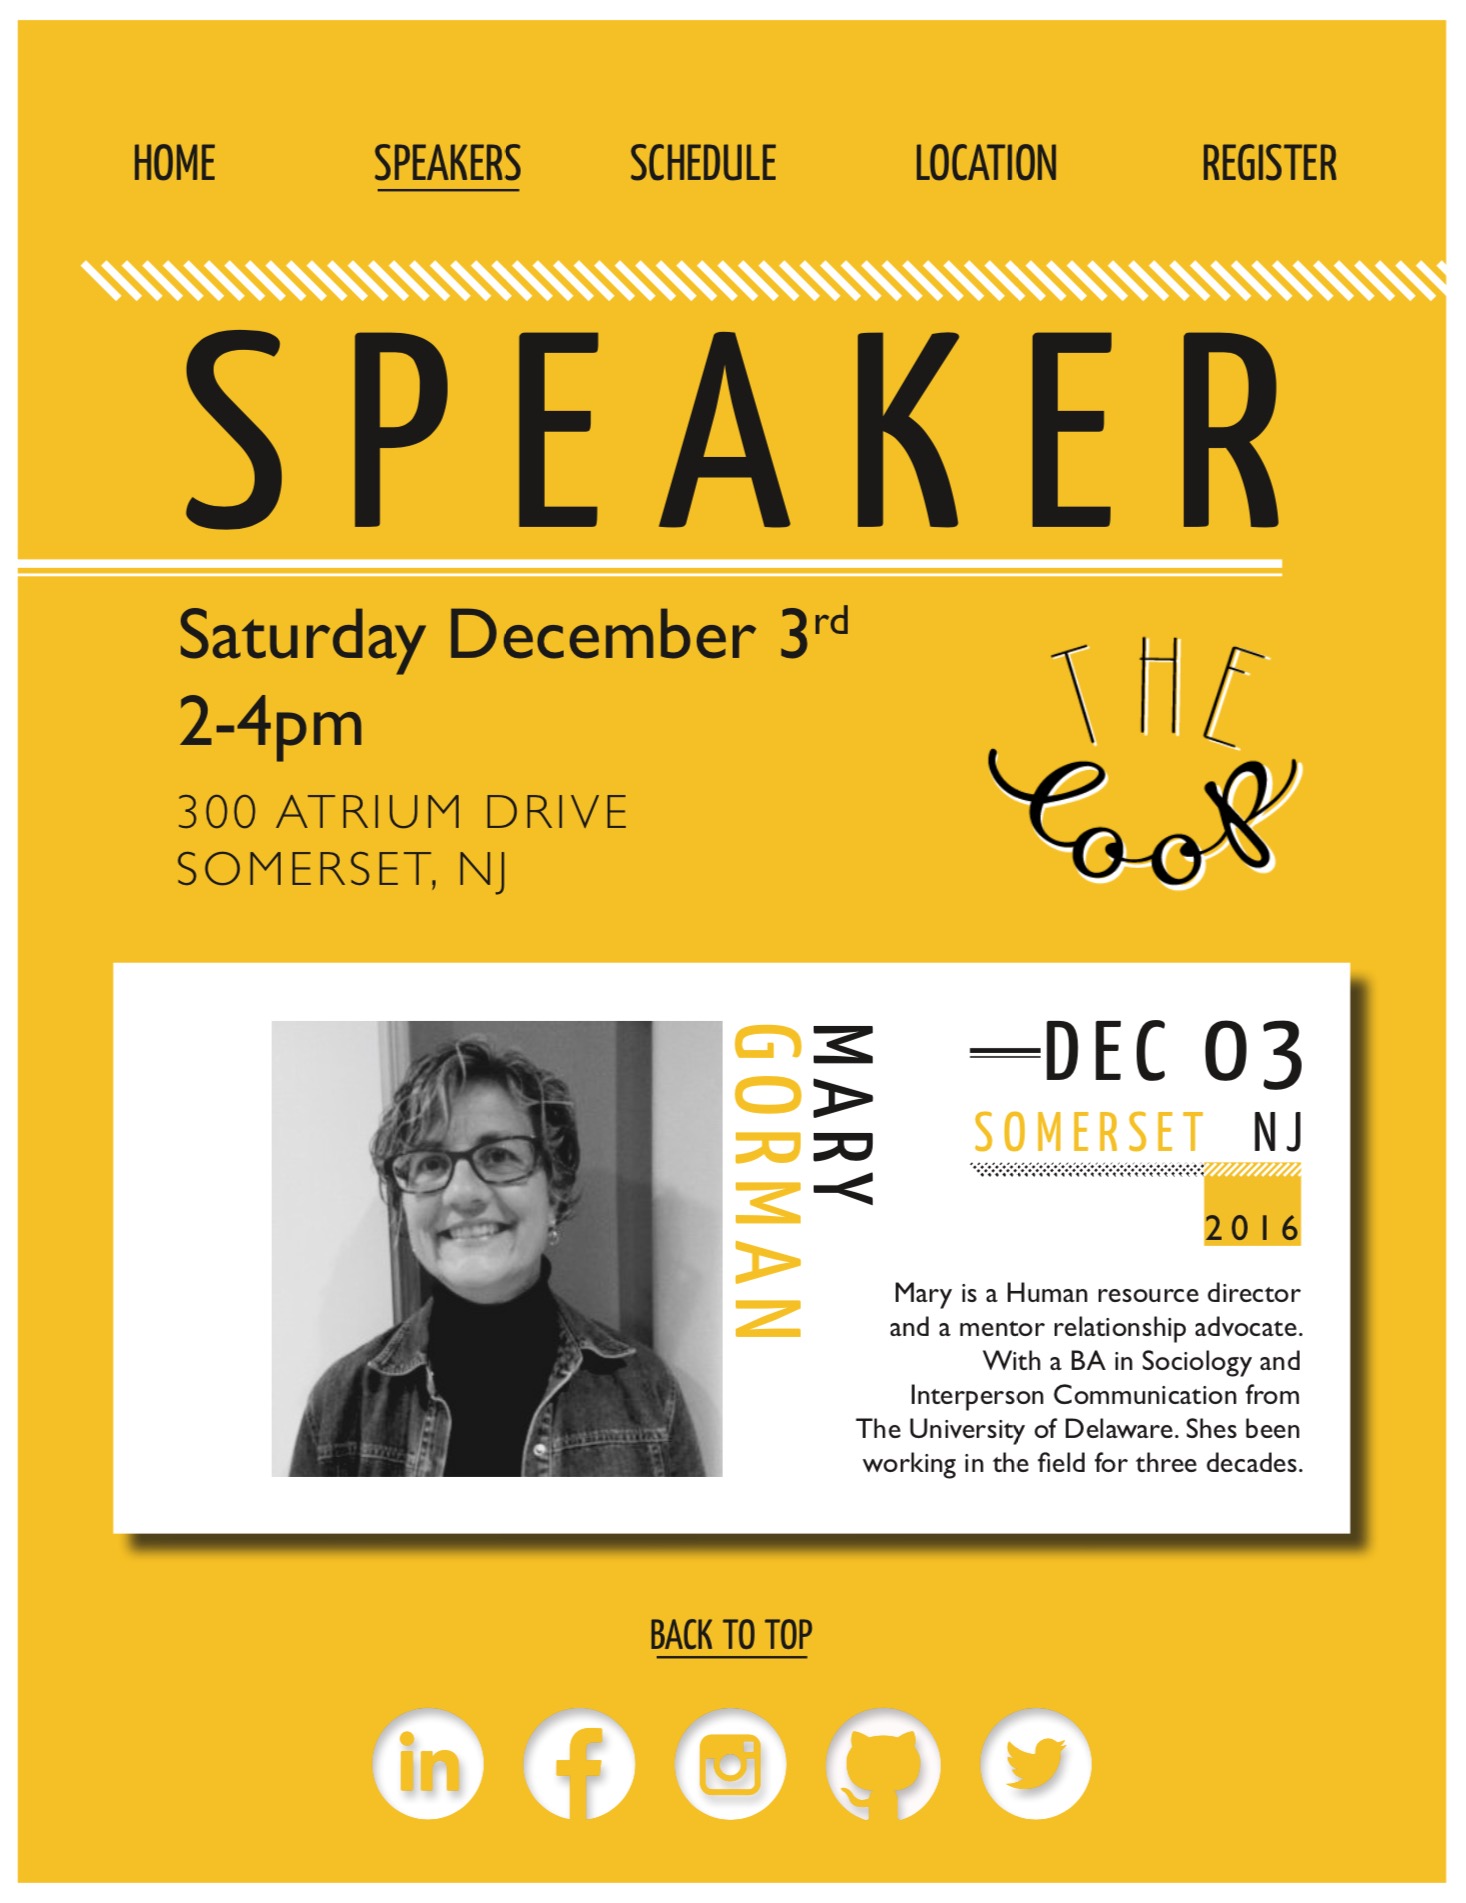 HOME SPEAKERS SCHEDULE LOCATION REGISTER
SPEAKER
Saturday December 3rd
2-4pm
300 ATRIUM DRIVE
SOMERSET, NJ
THE
Loop
MARY
GORMAN
DEC 03
SOMERSET NJ
2016
Mary is a Human resource director
and a mentor relationship advocate.
With a BA in Sociology and
Interperson Communication from
The University of Delaware. Shes been
working in the field for three decades.
BACK TO TOP
in
f